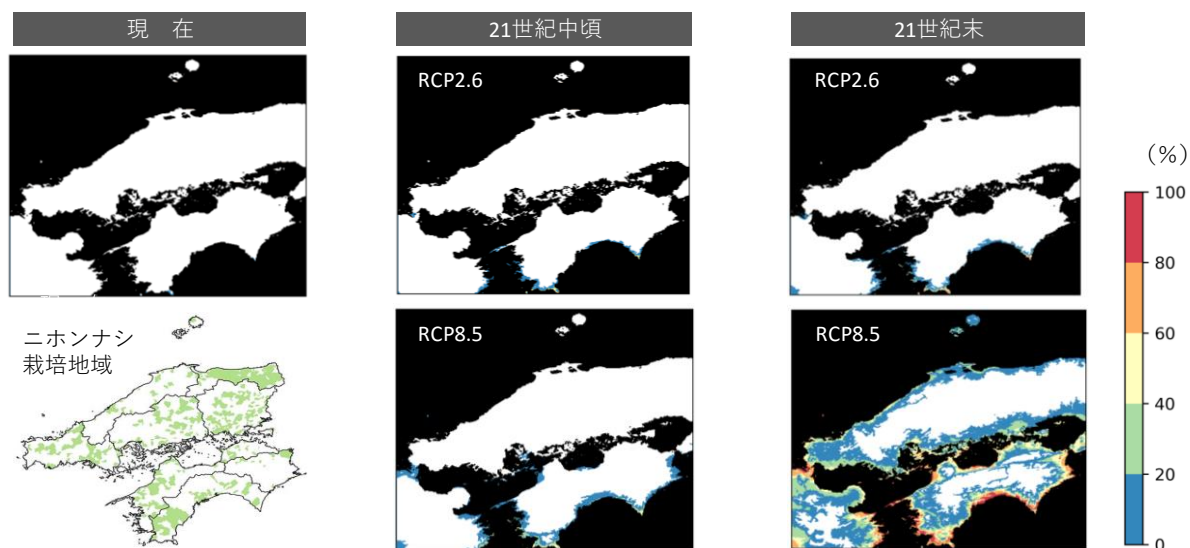 現　在
21世紀中頃
21世紀末
RCP2.6
RCP2.6
(%)
100
80
60
40
20
0
ニホンナシ
栽培地域
RCP8.5
RCP8.5